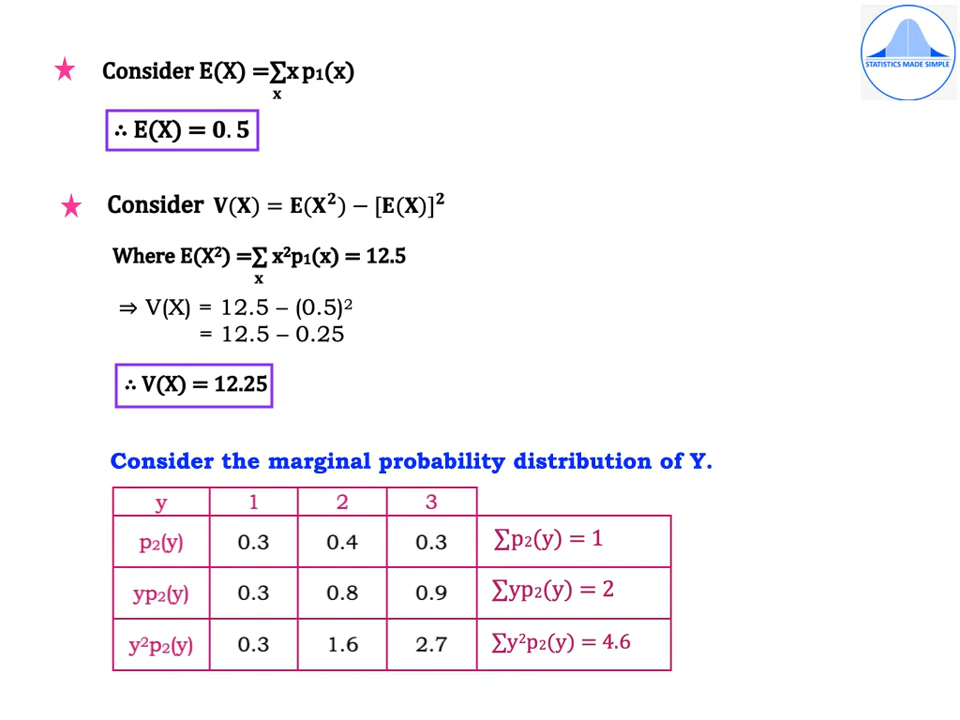 STATISTICS MADE SIMPLE
★ Consider E(X) =∑x p₁(x)
x
∴ E(X) = 0. 5
★ Consider V(X) = E(X²) − [E(X)]²
Where E(X²) =∑ x²p₁(x) = 12.5
x
⇒ V(X) = 12.5 – (0.5)²
= 12.5 – 0.25
∴ V(X) = 12.25
Consider the marginal probability distribution of Y.
y 1 2 3
p₂(y) 0.3 0.4 0.3 ∑p₂(y) = 1
yp₂(y) 0.3 0.8 0.9 ∑yp₂(y) = 2
y²p₂(y) 0.3 1.6 2.7 ∑y²p₂(y) = 4.6